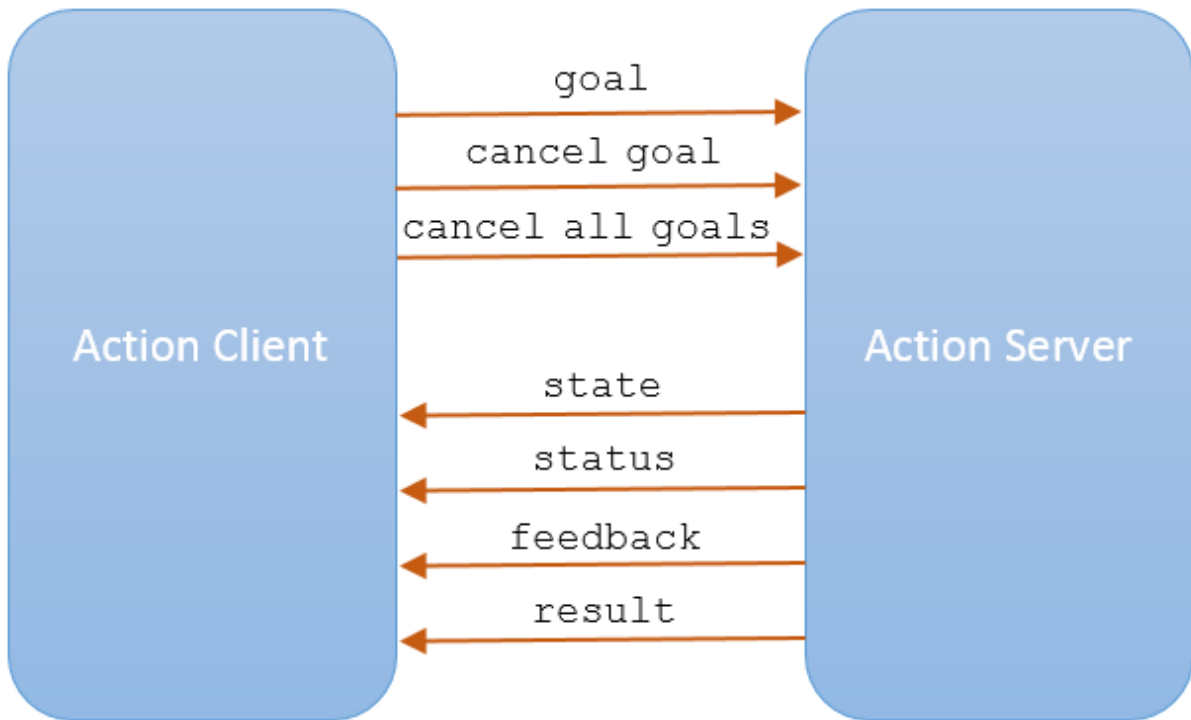 goal
cancel goal
cancel all goals
Action Client
Action Server
state
status
feedback
result